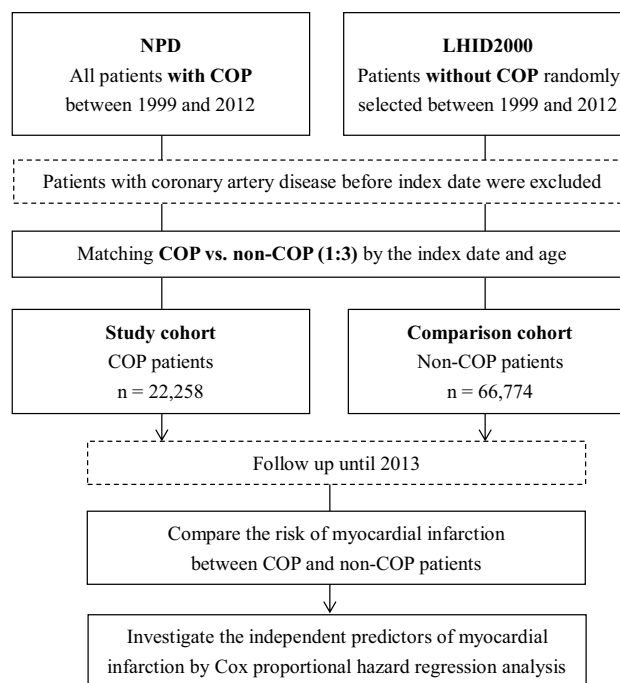 NPD
All patients with COP
between 1999 and 2012
LHID2000
Patients without COP randomly
selected between 1999 and 2012
Patients with coronary artery disease before index date were excluded
Matching COP vs. non-COP (1:3) by the index date and age
Study cohort
COP patients
n = 22,258
Comparison cohort
Non-COP patients
n = 66,774
Follow up until 2013
Compare the risk of myocardial infarction
between COP and non-COP patients
Investigate the independent predictors of myocardial
infarction by Cox proportional hazard regression analysis